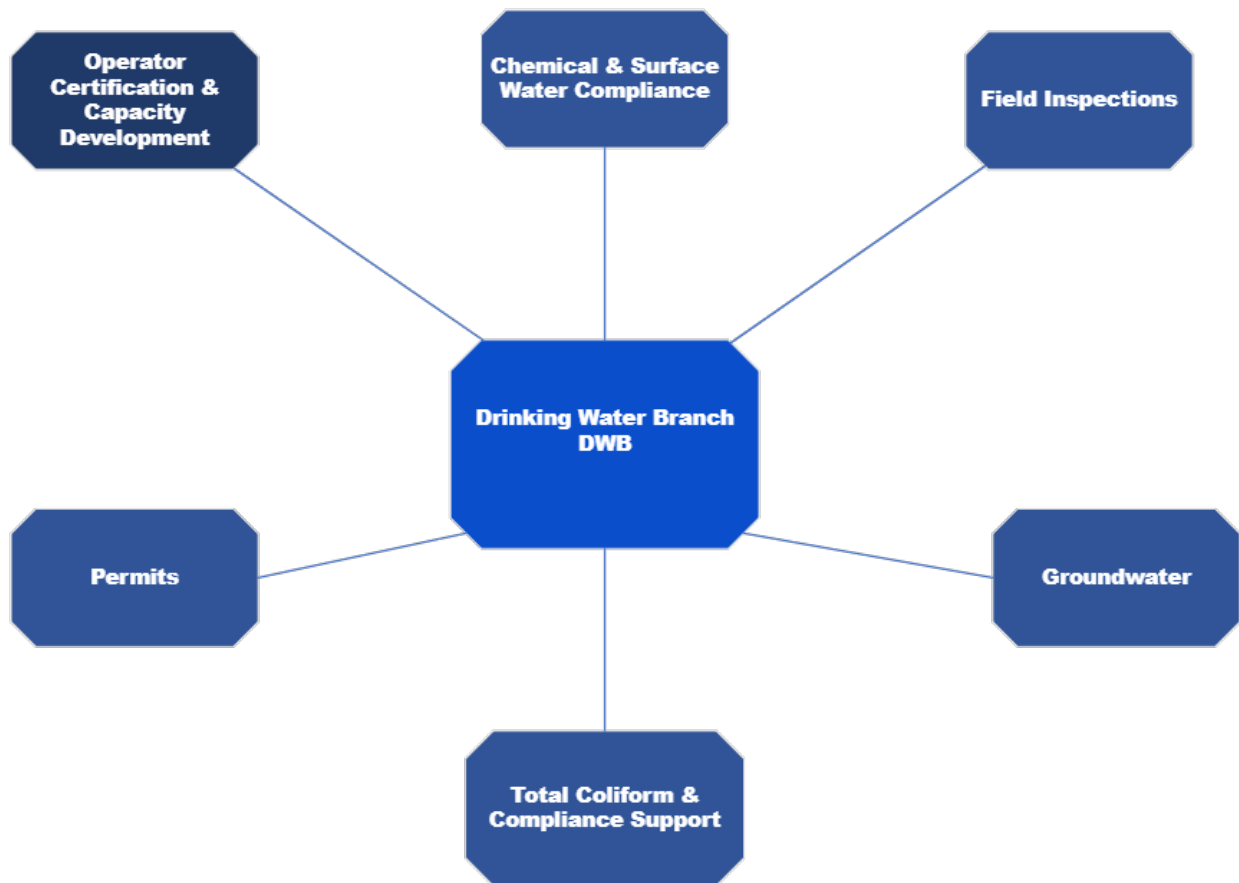 Operator
Certification &
Capacity
Development
Chemical & Surface
Water Compliance
Field Inspections
Drinking Water Branch
DWB
Permits
Groundwater
Total Coliform &
Compliance Support